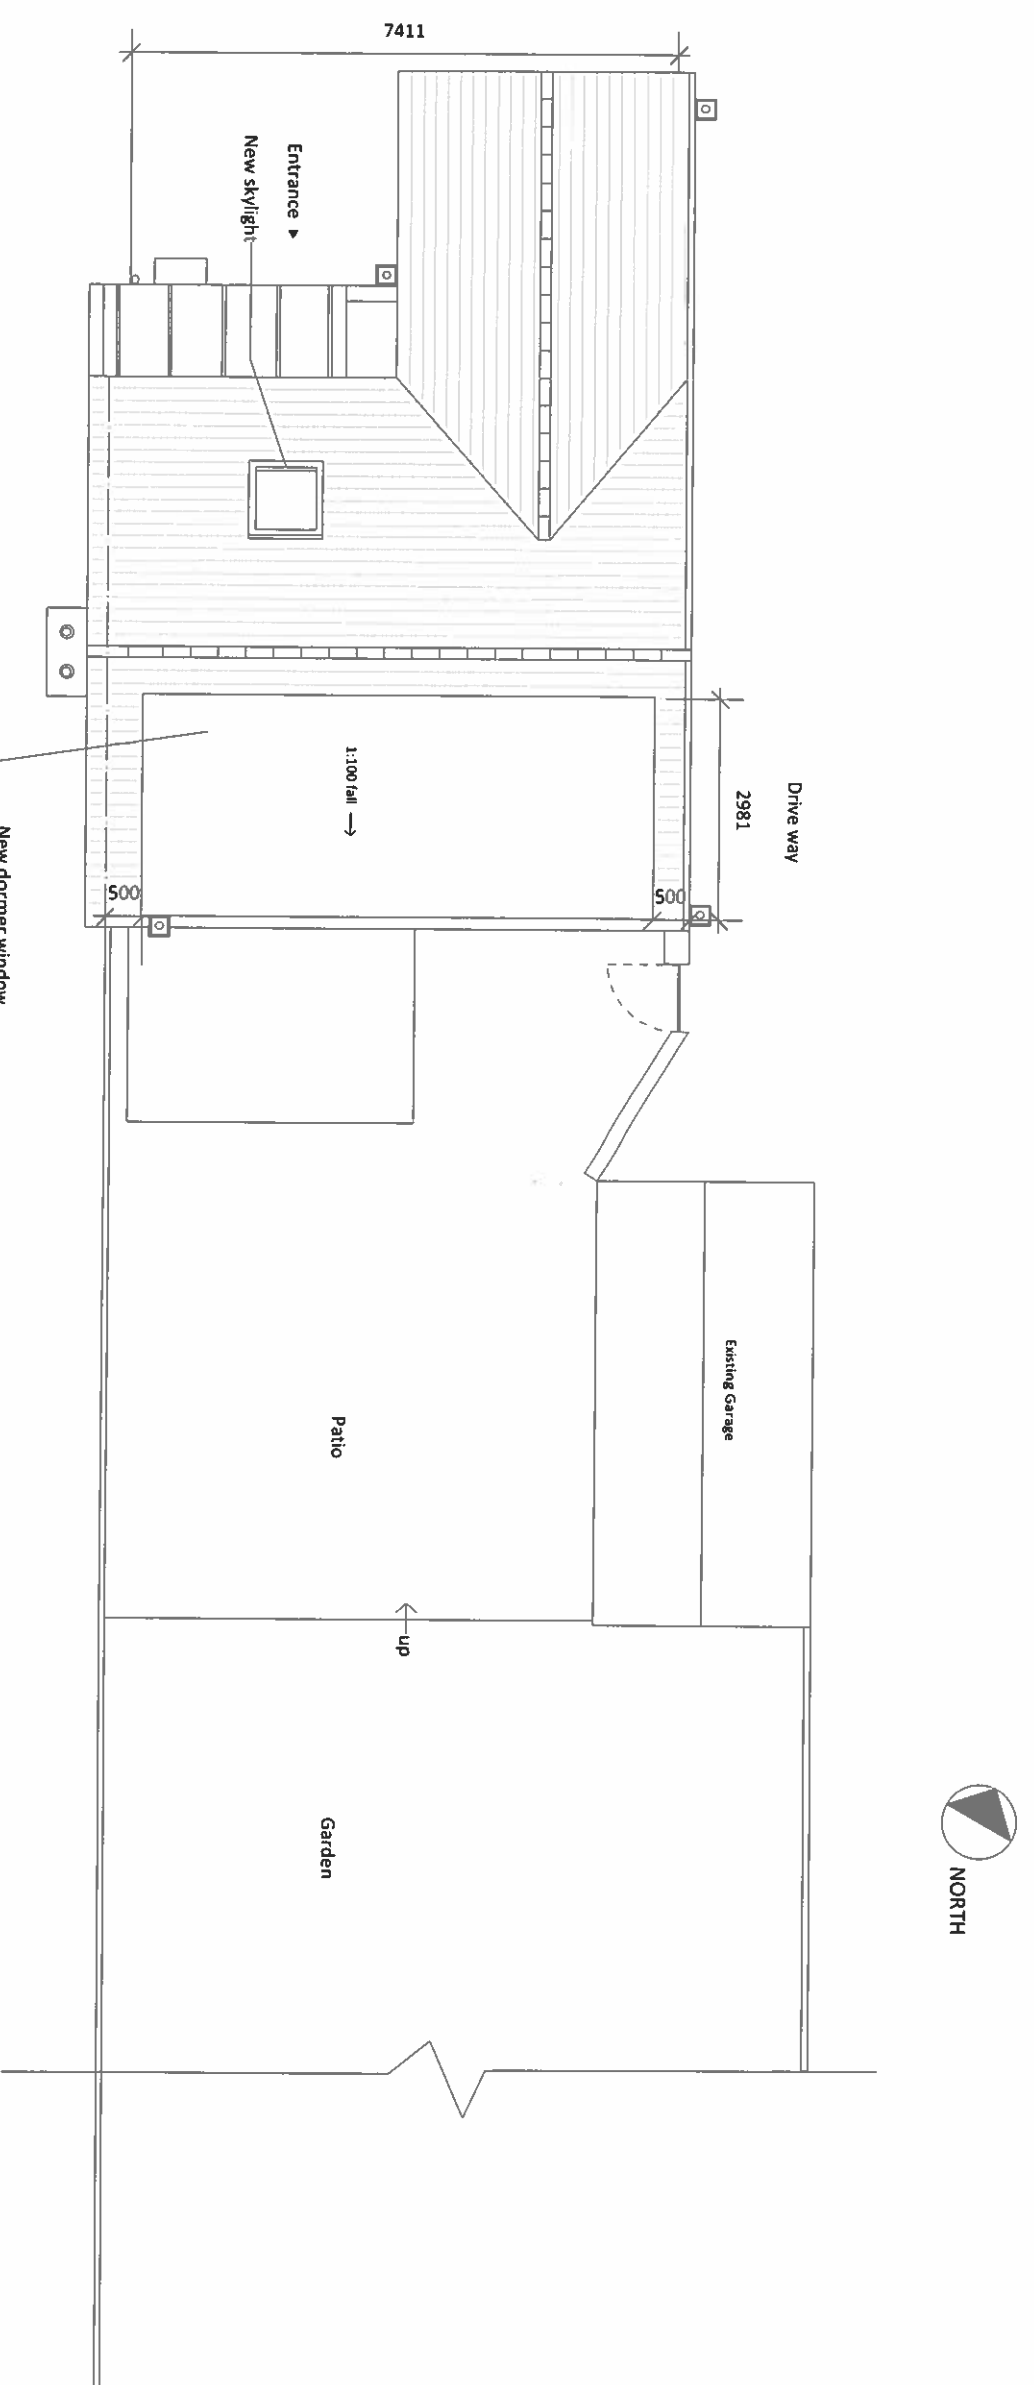 7411
Entrance
New skylight
Drive way
2981
1:100 fall
500
500
New dormer window
Existing Garage
Patio
up
Garden
NORTH